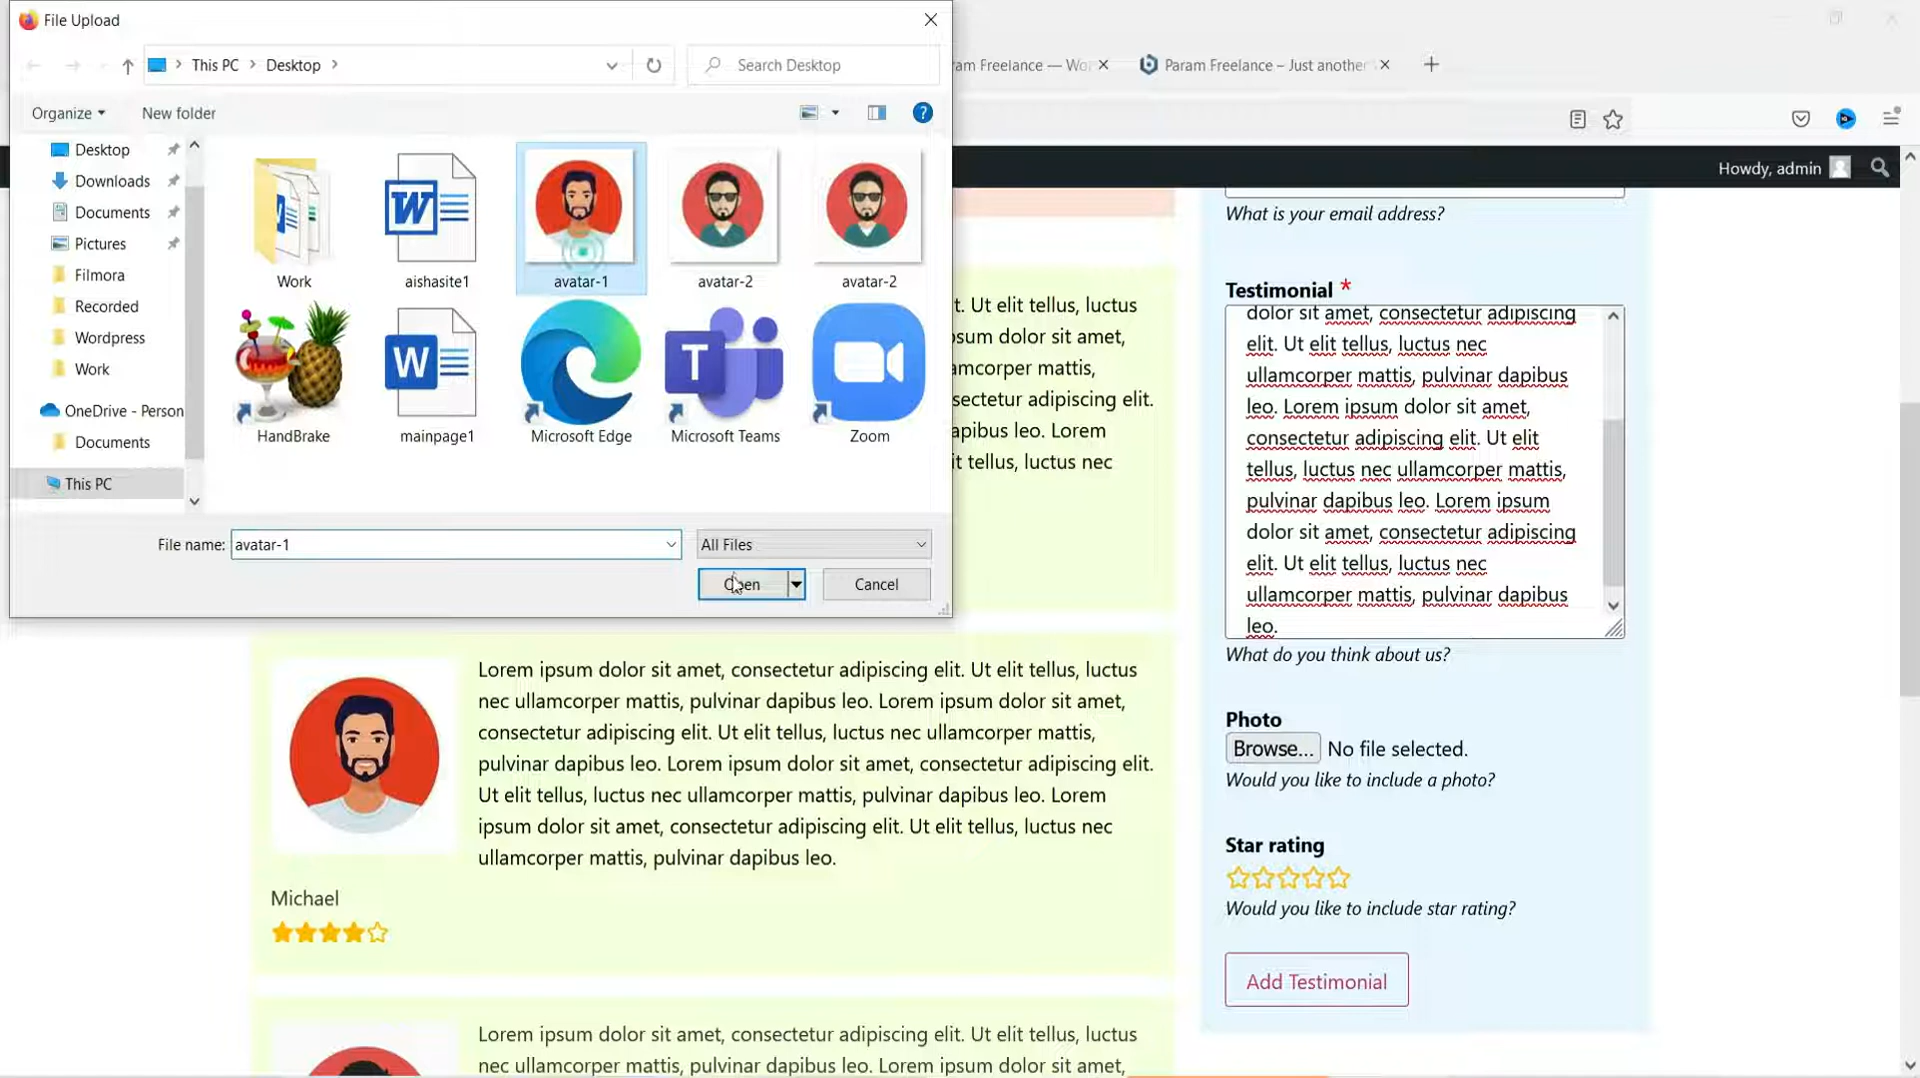 File Upload
This PC
Desktop
Search Desktop
Organize
New folder
Desktop
Downloads
Documents
Pictures
Filmora
Recorded
Wordpress
Work
OneDrive - Person
Documents
This PC
Work
aishasite1
avatar-1
avatar-2
avatar-2
HandBrake
mainpage1
Microsoft Edge
Microsoft Teams
Zoom
File name:
avatar-1
All Files
Open
Cancel
am Freelance — Wo
Param Freelance – Just another
Howdy, admin
t. Ut elit tellus, luctus
sum dolor sit amet,
amcorper mattis,
sectetur adipiscing elit.
apibus leo. Lorem
it tellus, luctus nec
Lorem ipsum dolor sit amet, consectetur adipiscing elit. Ut elit tellus, luctus
nec ullamcorper mattis, pulvinar dapibus leo. Lorem ipsum dolor sit amet,
consectetur adipiscing elit. Ut elit tellus, luctus nec ullamcorper mattis,
pulvinar dapibus leo. Lorem ipsum dolor sit amet, consectetur adipiscing elit.
Ut elit tellus, luctus nec ullamcorper mattis, pulvinar dapibus leo. Lorem
ipsum dolor sit amet, consectetur adipiscing elit. Ut elit tellus, luctus nec
ullamcorper mattis, pulvinar dapibus leo.
Michael
Lorem ipsum dolor sit amet, consectetur adipiscing elit. Ut elit tellus, luctus
nec ullamcorper mattis, pulvinar dapibus leo. Lorem ipsum dolor sit amet,
What is your email address?
Testimonial *
dolor sit amet, consectetur adipiscing
elit. Ut elit tellus, luctus nec
ullamcorper mattis, pulvinar dapibus
leo. Lorem ipsum dolor sit amet,
consectetur adipiscing elit. Ut elit
tellus, luctus nec ullamcorper mattis,
pulvinar dapibus leo. Lorem ipsum
dolor sit amet, consectetur adipiscing
elit. Ut elit tellus, luctus nec
ullamcorper mattis, pulvinar dapibus
leo.
What do you think about us?
Photo
Browse... No file selected.
Would you like to include a photo?
Star rating
Would you like to include star rating?
Add Testimonial